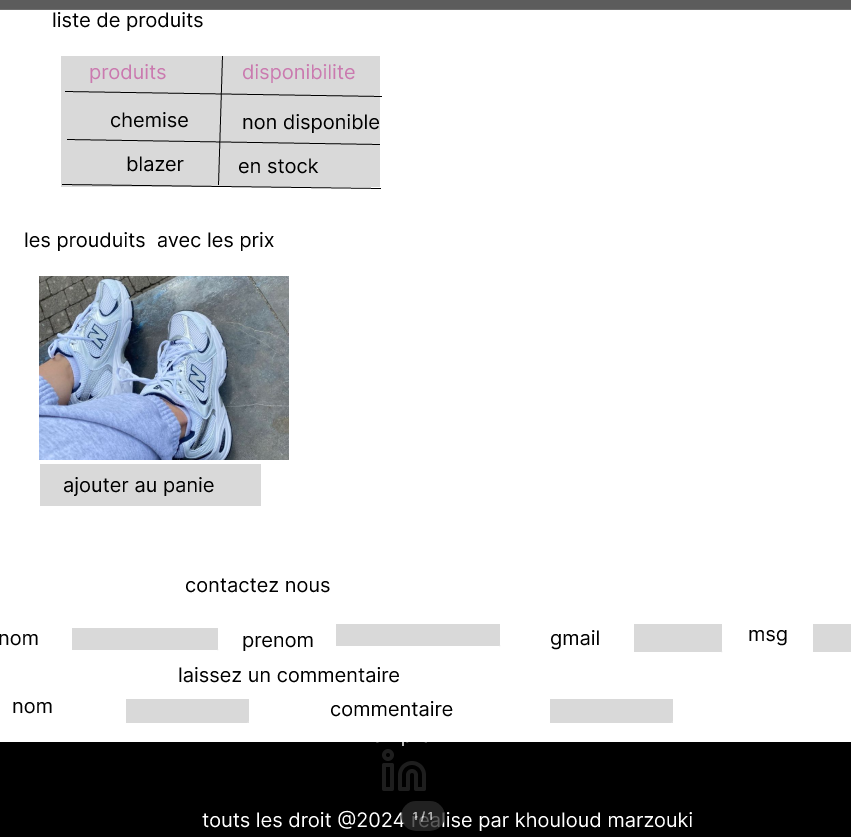 liste de produits
produits disponibilite
chemise non disponible
blazer en stock
les prouduits avec les prix
N N
ajouter au panie
contactez nous
nom prenom gmail msg
laissez un commentaire
nom commentaire
in
touts les droit @2024 realise par khouloud marzouki
1/1